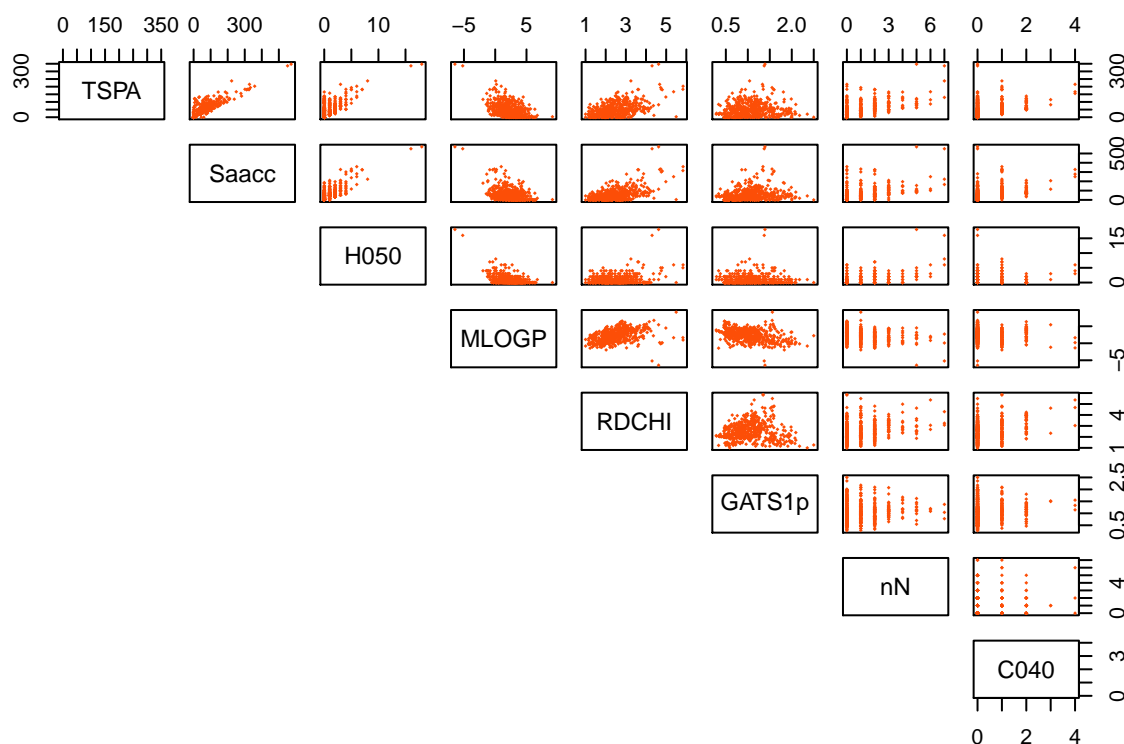 0 150 350 0 300 0 10 −5 5 1 3 5 0.5 2.0 0 3 6 0 2 4
0 300 TSPA 0 300
Saacc 0 500
H050 0 15
MLOGP −5
RDCHI 1 4
GATS1p 0.5 2.5
nN 0 4
C040 0 3
0 2 4